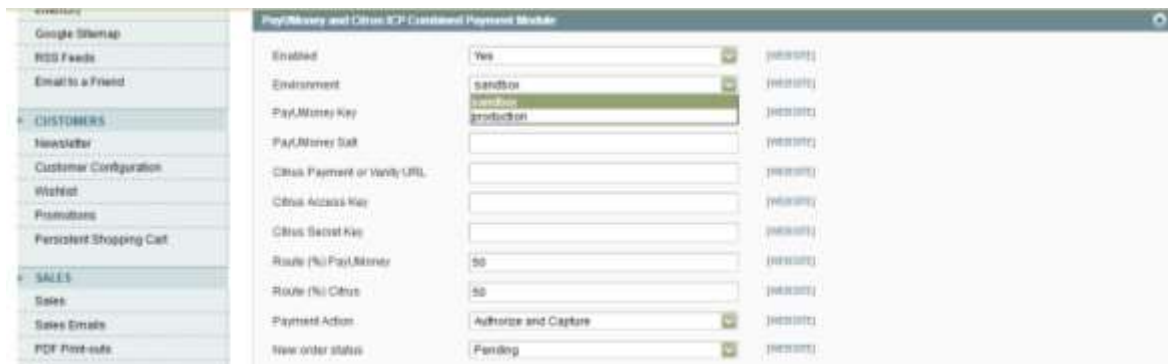 Inventory
Google Sitemap
RSS Feeds
Email to a Friend
CUSTOMERS
Newsletter
Customer Configuration
Wishlist
Promotions
Persistent Shopping Cart
SALES
Sales
Sales Emails
PDF Print-outs
PayUMoney and Citrus ICP Combined Payment Module
Enabled Yes [WEBSITE]
Environment sandbox [WEBSITE]
sandbox
production
PayUMoney Key [WEBSITE]
PayUMoney Salt [WEBSITE]
Citrus Payment or Vanity URL [WEBSITE]
Citrus Access Key [WEBSITE]
Citrus Secret Key [WEBSITE]
Route (%) PayUMoney 50 [WEBSITE]
Route (%) Citrus 50 [WEBSITE]
Payment Action Authorize and Capture [WEBSITE]
New order status Pending [WEBSITE]